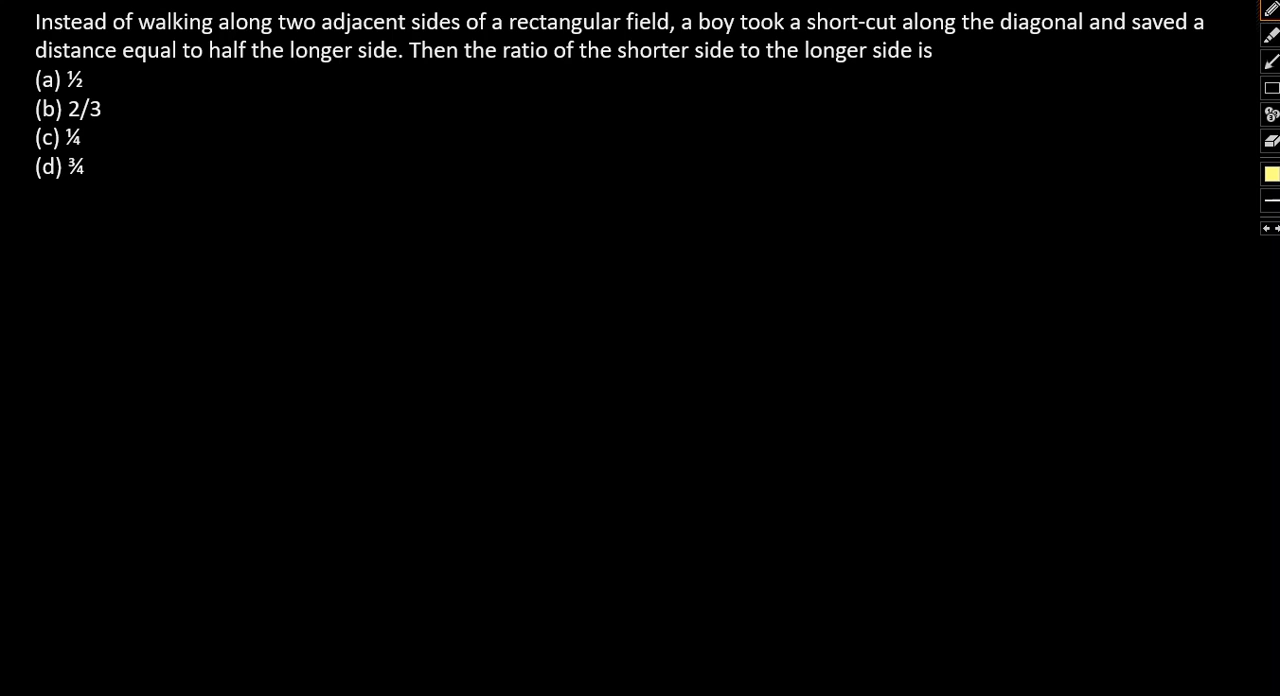 Instead of walking along two adjacent sides of a rectangular field, a boy took a short-cut along the diagonal and saved a
distance equal to half the longer side. Then the ratio of the shorter side to the longer side is
(a) ½
(b) 2/3
(c) ¼
(d) ¾